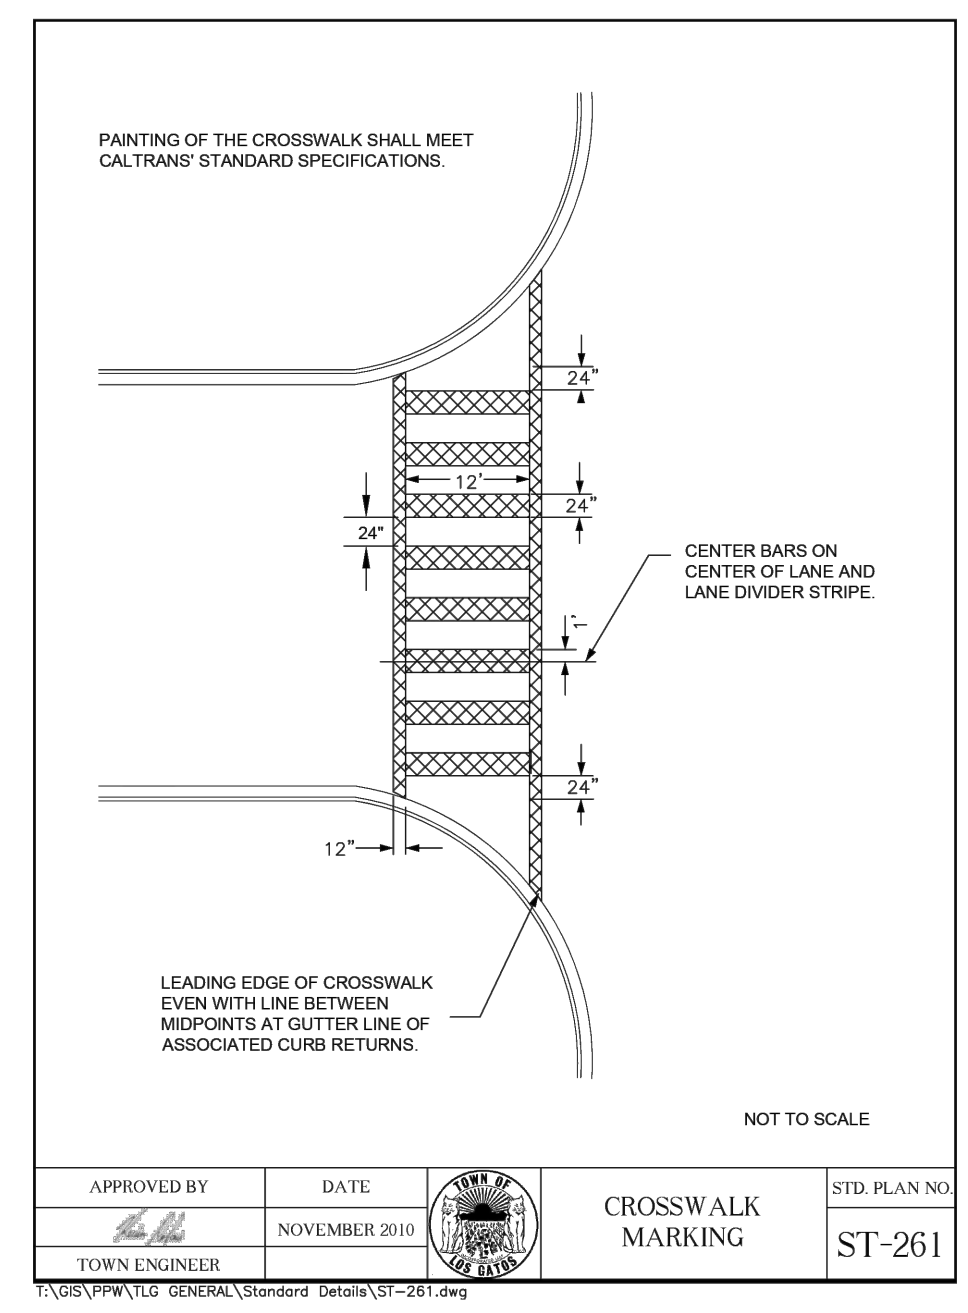 PAINTING OF THE CROSSWALK SHALL MEET
CALTRANS' STANDARD SPECIFICATIONS.
24"
12'
24"
24"
CENTER BARS ON
CENTER OF LANE AND
LANE DIVIDER STRIPE.
1'
24"
12"
LEADING EDGE OF CROSSWALK
EVEN WITH LINE BETWEEN
MIDPOINTS AT GUTTER LINE OF
ASSOCIATED CURB RETURNS.
NOT TO SCALE
APPROVED BY
TOWN ENGINEER
DATE
NOVEMBER 2010
TOWN OF
LOS GATOS
CROSSWALK
MARKING
STD. PLAN NO.
ST-261
T:\GIS\PPW\TLG GENERAL\Standard Details\ST-261.dwg